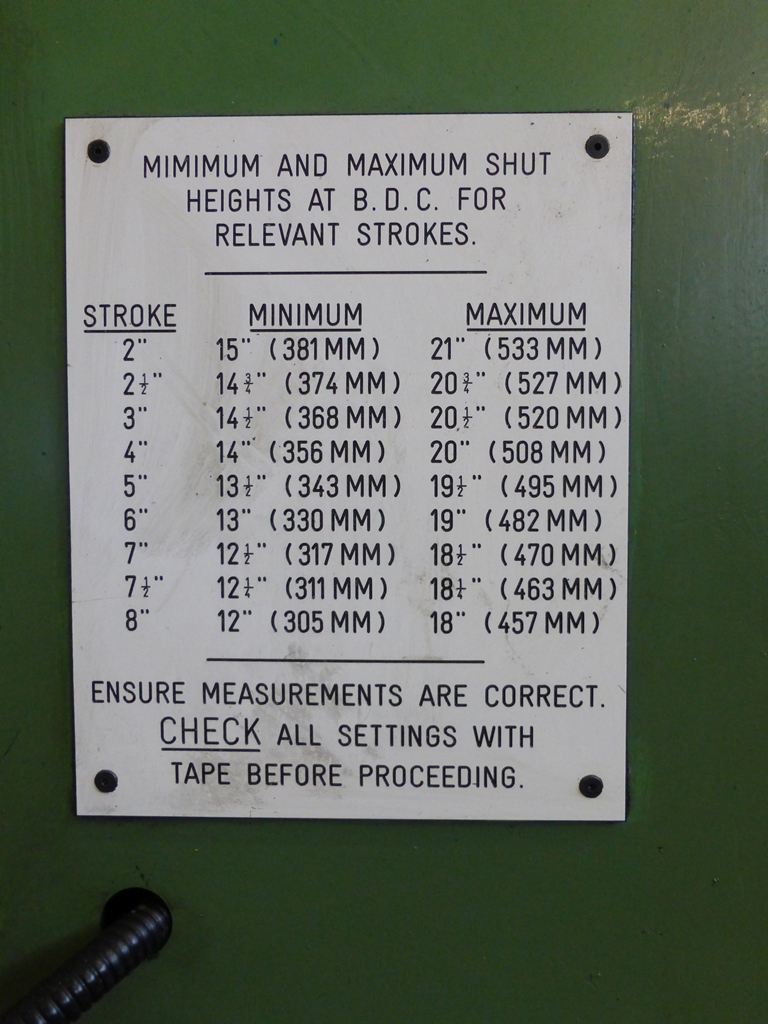 MIMIMUM AND MAXIMUM SHUT
HEIGHTS AT B.D.C. FOR
RELEVANT STROKES.
STROKE MINIMUM MAXIMUM
2" 15" (381 MM) 21" (533 MM)
2½" 14¾" (374 MM) 20¾" (527 MM)
3" 14½" (368 MM) 20½" (520 MM)
4" 14" (356 MM) 20" (508 MM)
5" 13½" (343 MM) 19½" (495 MM)
6" 13" (330 MM) 19" (482 MM)
7" 12½" (317 MM) 18½" (470 MM)
7½" 12¼" (311 MM) 18¼" (463 MM)
8" 12" (305 MM) 18" (457 MM)
ENSURE MEASUREMENTS ARE CORRECT.
CHECK ALL SETTINGS WITH
TAPE BEFORE PROCEEDING.